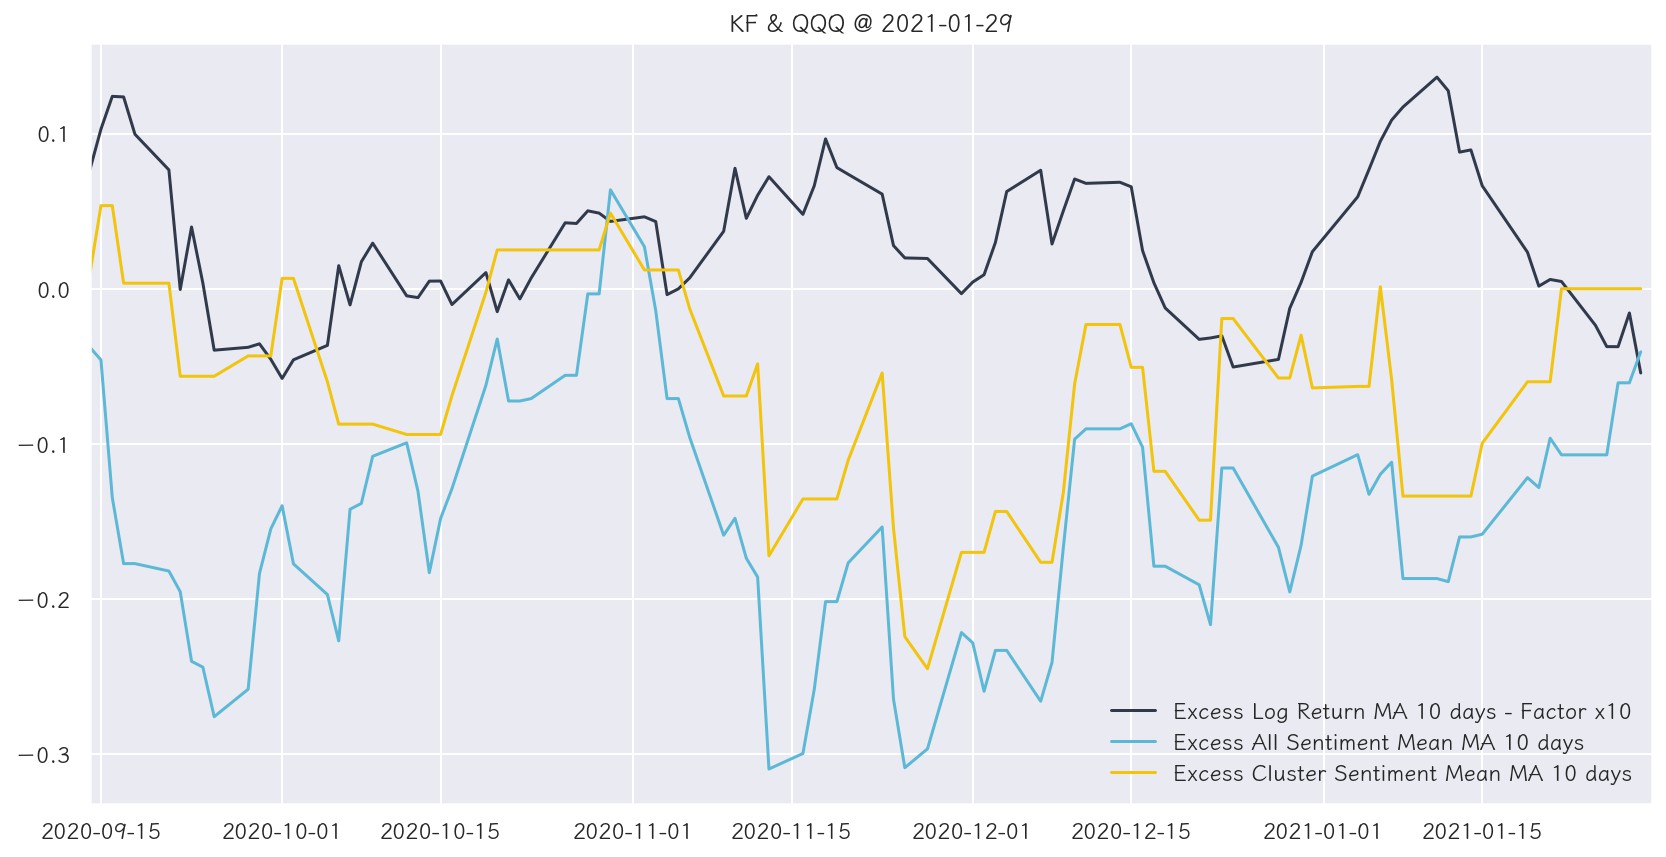 KF & QQQ @ 2021-01-29
0.1
0.0
−0.1
−0.2
−0.3
Excess Log Return MA 10 days - Factor x10
Excess All Sentiment Mean MA 10 days
Excess Cluster Sentiment Mean MA 10 days
2020-09-15 2020-10-01 2020-10-15 2020-11-01 2020-11-15 2020-12-01 2020-12-15 2021-01-01 2021-01-15